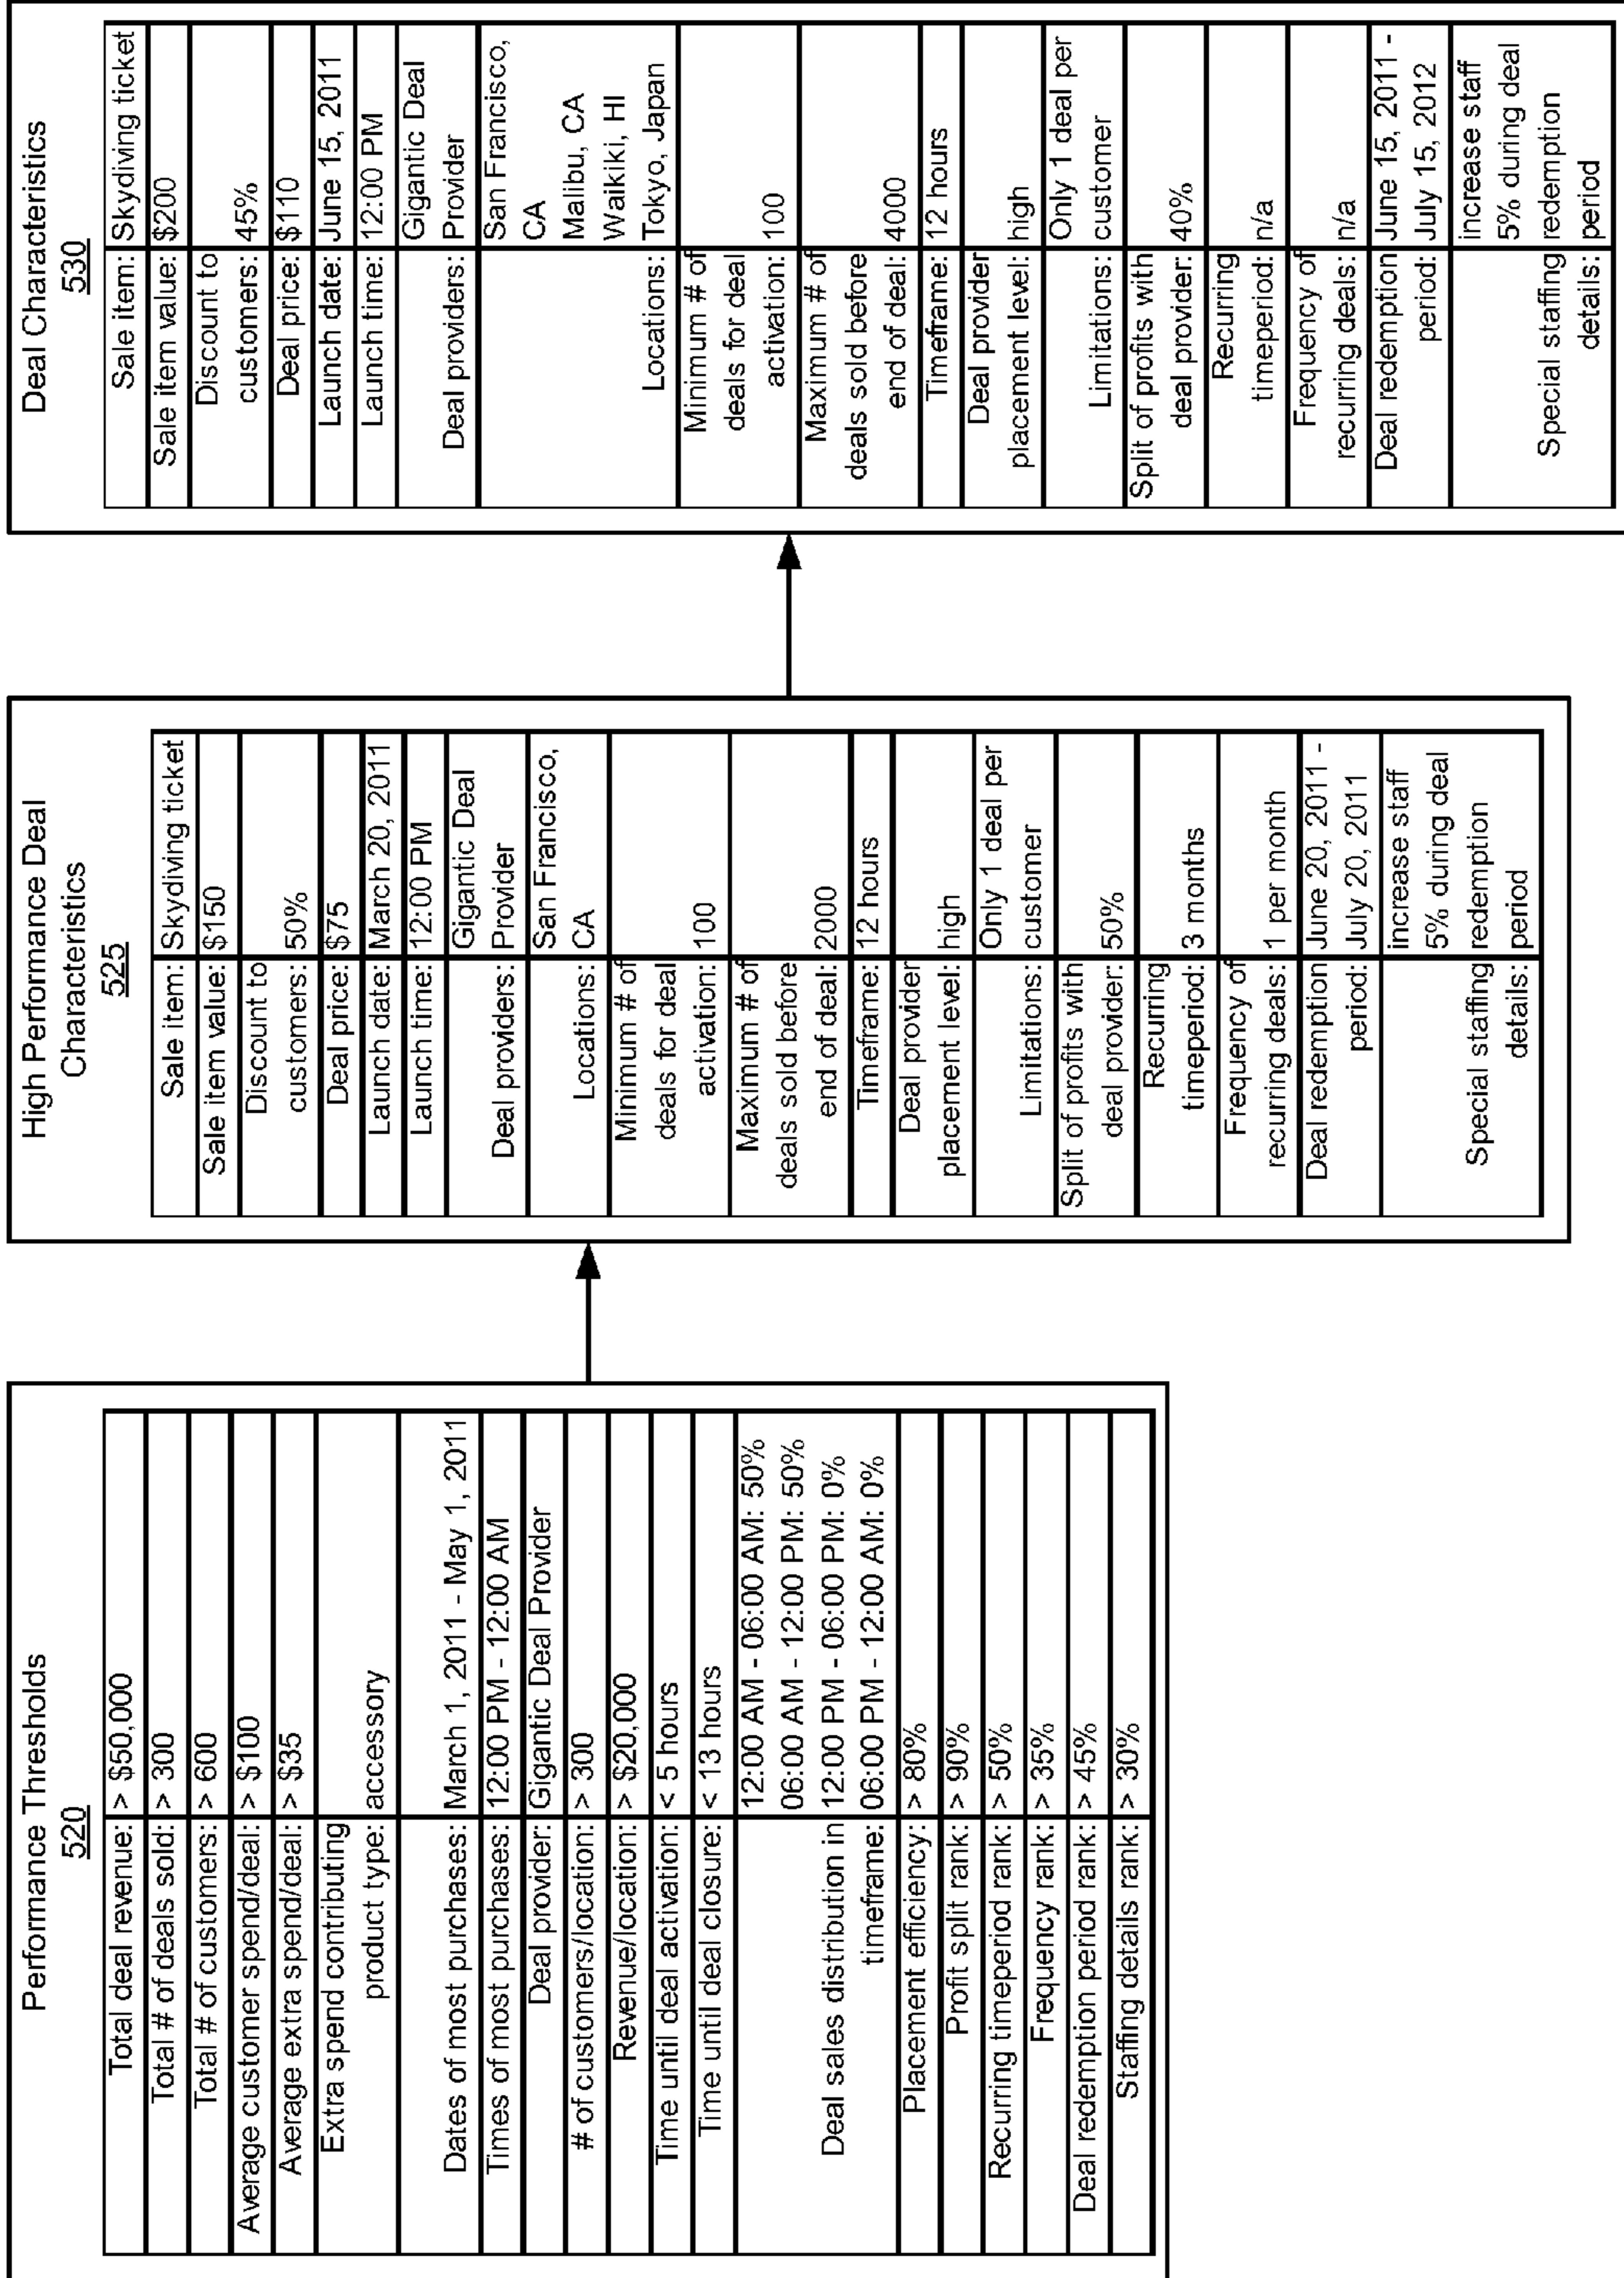 Performance Thresholds
520
Total deal revenue: > $50,000
Total # of deals sold: > 300
Total # of customers: > 600
Average customer spend/deal: > $100
Average extra spend/deal: > $35
Extra spend contributing
product type: accessory
Dates of most purchases: March 1, 2011 - May 1, 2011
Times of most purchases: 12:00 PM - 12:00 AM
Deal provider: Gigantic Deal Provider
# of customers/location: > 300
Revenue/location: > $20,000
Time until deal activation: < 5 hours
Time until deal closure: < 13 hours
12:00 AM - 06:00 AM: 50%
06:00 AM - 12:00 PM: 50%
Deal sales distribution in 12:00 PM - 06:00 PM: 0%
timeframe: 06:00 PM - 12:00 AM: 0%
Placement efficiency: > 80%
Profit split rank: > 90%
Recurring timeperiod rank: > 50%
Frequency rank: > 35%
Deal redemption period rank: > 45%
Staffing details rank: > 30%
High Performance Deal
Characteristics
525
Sale item: Skydiving ticket
Sale item value: $150
Discount to
customers: 50%
Deal price: $75
Launch date: March 20, 2011
Launch time: 12:00 PM
Gigantic Deal
Deal providers: Provider
San Francisco,
Locations: CA
Minimum # of
deals for deal
activation: 100
Maximum # of
deals sold before
end of deal: 2000
Timeframe: 12 hours
Deal provider
placement level: high
Only 1 deal per
Limitations: customer
Split of profits with
deal provider: 50%
Recurring
timeperiod: 3 months
Frequency of
recurring deals: 1 per month
Deal redemption June 20, 2011 -
period: July 20, 2011
increase staff
5% during deal
Special staffing redemption
details: period
Deal Characteristics
530
Sale item: Skydiving ticket
Sale item value: $200
Discount to
customers: 45%
Deal price: $110
Launch date: June 15, 2011
Launch time: 12:00 PM
Gigantic Deal
Deal providers: Provider
San Francisco,
CA
Malibu, CA
Waikiki, HI
Locations: Tokyo, Japan
Minimum # of
deals for deal
activation: 100
Maximum # of
deals sold before
end of deal: 4000
Timeframe: 12 hours
Deal provider
placement level: high
Only 1 deal per
Limitations: customer
Split of profits with
deal provider: 40%
Recurring
timeperiod: n/a
Frequency of
recurring deals: n/a
Deal redemption June 15, 2011 -
period: July 15, 2012
increase staff
5% during deal
Special staffing redemption
details: period